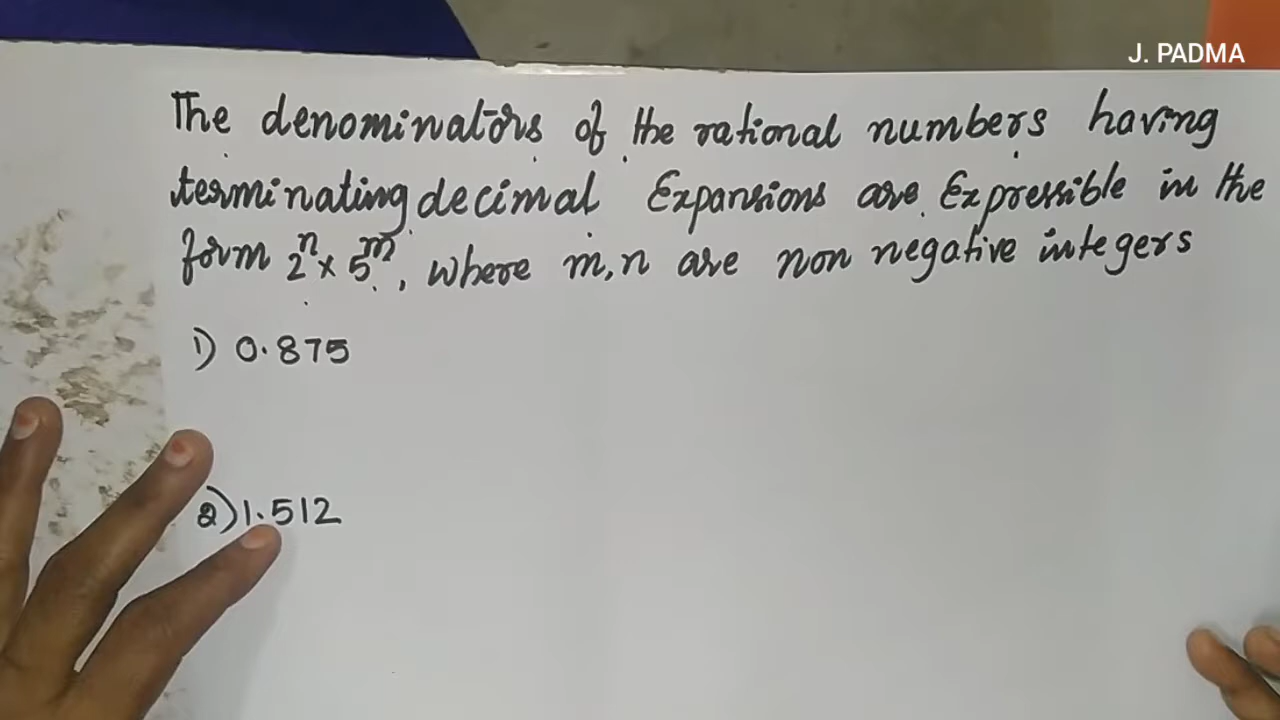 J. PADMA
The denominators of the rational numbers having
terminating decimal Expansions are Expressible in the
form 2ⁿ × 5ᵐ, where m,n are non negative integers
1) 0.875
2) 1.512